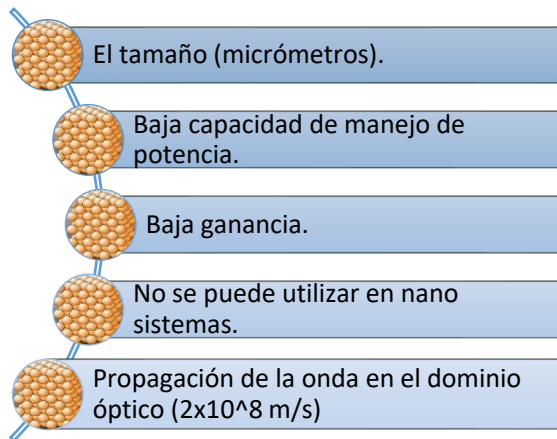 El tamaño (micrómetros).
Baja capacidad de manejo de
potencia.
Baja ganancia.
No se puede utilizar en nano
sistemas.
Propagación de la onda en el dominio
óptico (2x10^8 m/s)